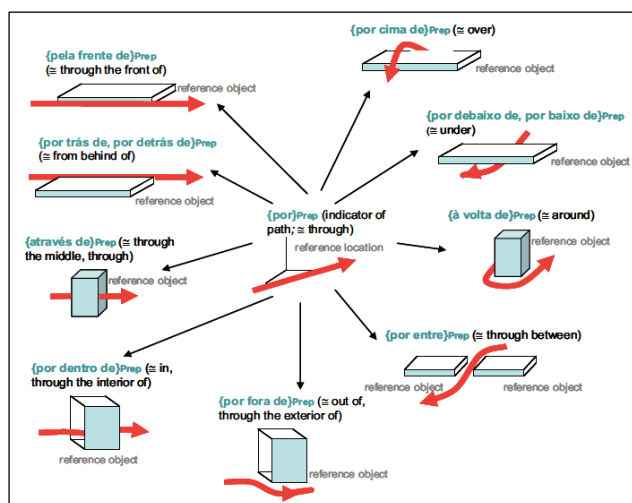 {pela frente de}Prep
(≅ through the front of)
reference object
{por cima de}Prep (≅ over)
reference object
{por trás de, por detrás de}Prep
(≅ from behind of)
reference object
{por debaixo de, por baixo de}Prep
(≅ under)
reference object
{por}Prep (indicator of
path; ≅ through)
reference location
{à volta de}Prep (≅ around)
reference object
{através de}Prep (≅ through
the middle, through)
reference object
{por entre}Prep (≅ through between)
reference object
reference object
{por dentro de}Prep (≅ in,
through the interior of)
reference object
{por fora de}Prep (≅ out of,
through the exterior of)
reference object